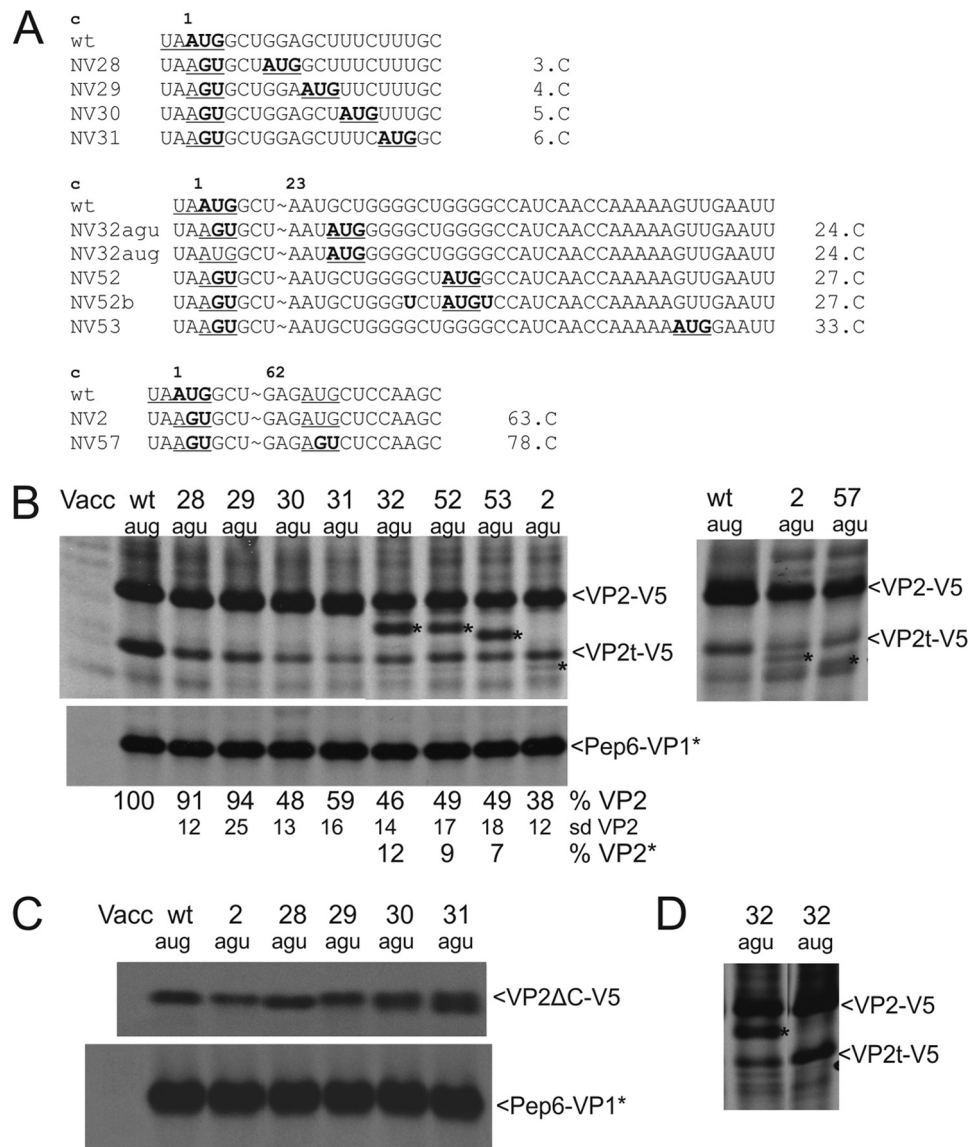 A
c 1
wt UAAUGGCUGGAGCUUUCUUUGC
NV28 UAAGUGCUAUGGCUUUCUUUGC 3.C
NV29 UAAGUGCUGGAAUGUUCUUUGC 4.C
NV30 UAAGUGCUGGAGCUAUGUUUGC 5.C
NV31 UAAGUGCUGGAGCUUUCAUGGC 6.C
c 1 23
wt UAAUGGCU~AAUGCUGGGGCUGGGGCCAUCAACCAAAAAGUUGAAUU
NV32agu UAAGUGCU~AAUAUGGGGGCUGGGGCCAUCAACCAAAAAGUUGAAUU 24.C
NV32aug UAAUGGCU~AAUAUGGGGGCUGGGGCCAUCAACCAAAAAGUUGAAUU 24.C
NV52 UAAGUGCU~AAUGCUGGGGCUAUGGCCAUCAACCAAAAAGUUGAAUU 27.C
NV52b UAAGUGCU~AAUGCUGGUGCUAUGUCCAUCAACCAAAAAGUUGAAUU 27.C
NV53 UAAGUGCU~AAUGCUGGGGCUGGGGCCAUCAACCAAAAAAUGGAAUU 33.C
c 1 62
wt UAAUGGCU~GAGAUGCUCCAAGC
NV2 UAAGUGCU~GAGAUGCUCCAAGC 63.C
NV57 UAAGUGCU~GAGAGUCUCCAAGC 78.C
B Vacc wt 28 29 30 31 32 52 53 2
aug agu agu agu agu agu agu agu agu
<VP2-V5
*
*
*
<VP2t-V5
*
<Pep6-VP1*
100 91 94 48 59 46 49 49 38 % VP2
12 25 13 16 14 17 18 12 sd VP2
12 9 7 % VP2*
wt 2 57
aug agu agu
<VP2-V5
<VP2t-V5
*
*
C Vacc wt 2 28 29 30 31
aug agu agu agu agu agu
<VP2ΔC-V5
<Pep6-VP1*
D 32 32
agu aug
<VP2-V5
*
<VP2t-V5